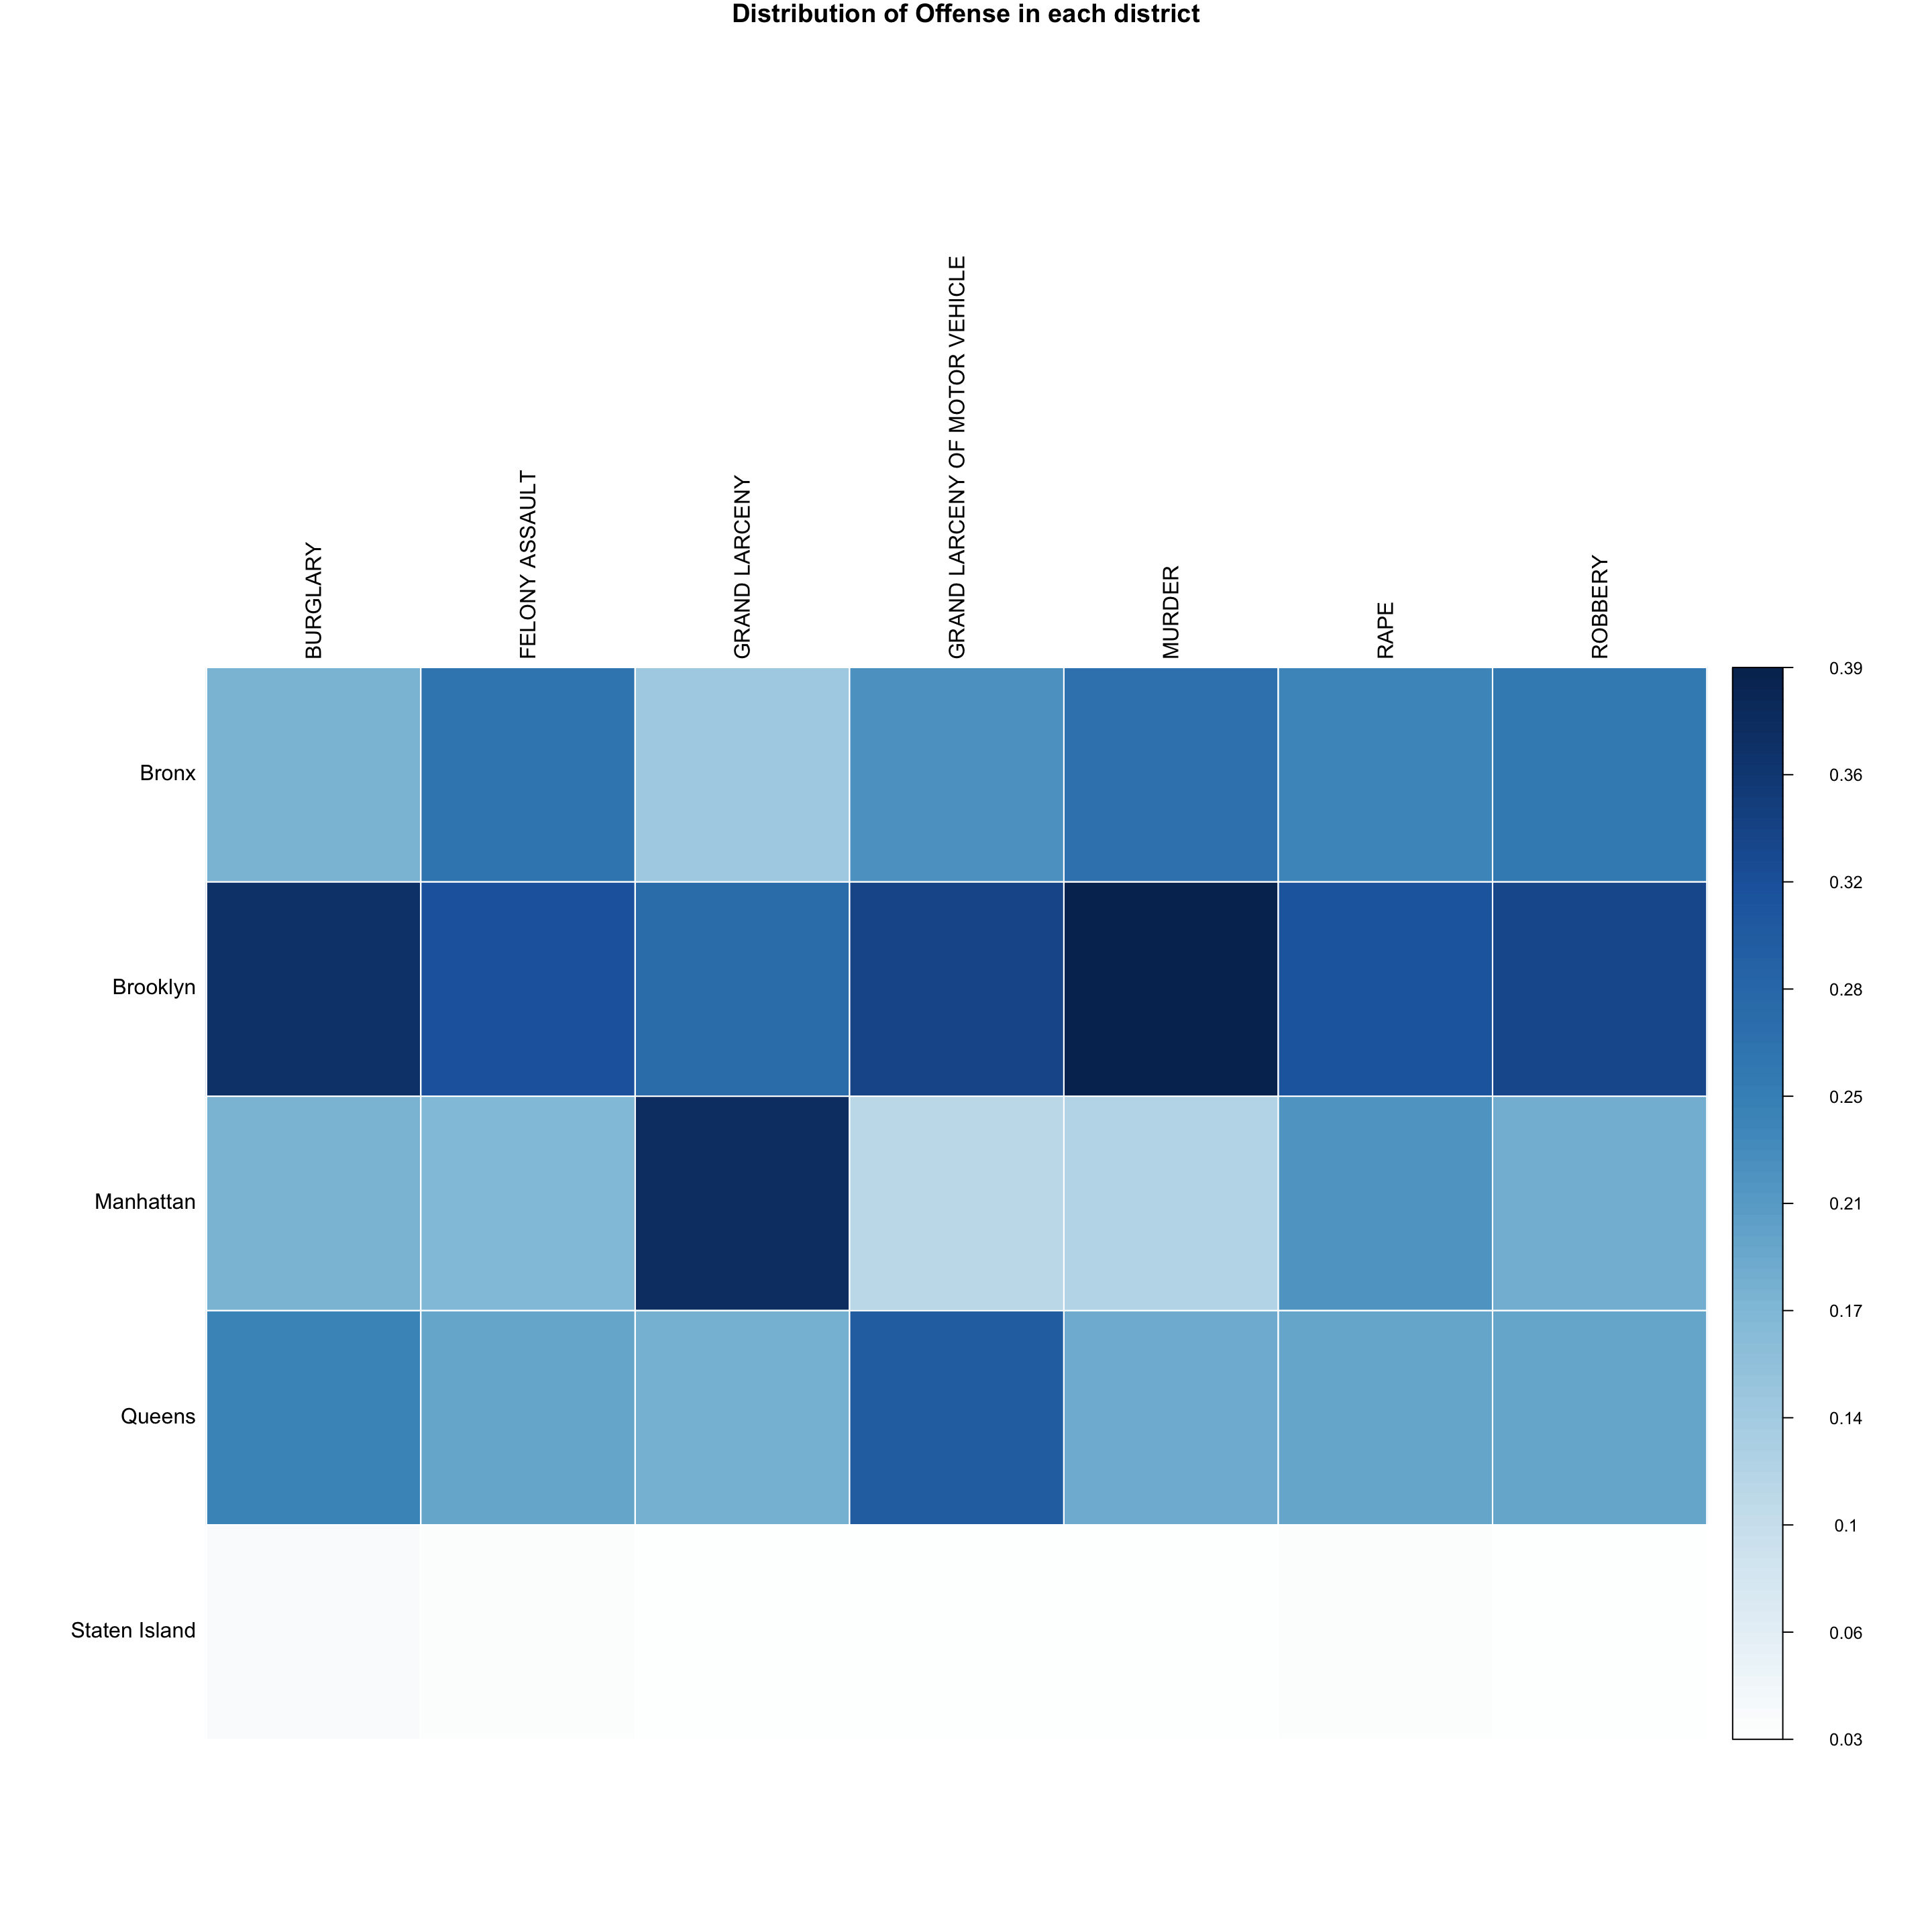 Distribution of Offense in each district
BURGLARY
FELONY ASSAULT
GRAND LARCENY
GRAND LARCENY OF MOTOR VEHICLE
MURDER
RAPE
ROBBERY
Bronx
Brooklyn
Manhattan
Queens
Staten Island
0.39
0.36
0.32
0.28
0.25
0.21
0.17
0.14
0.1
0.06
0.03